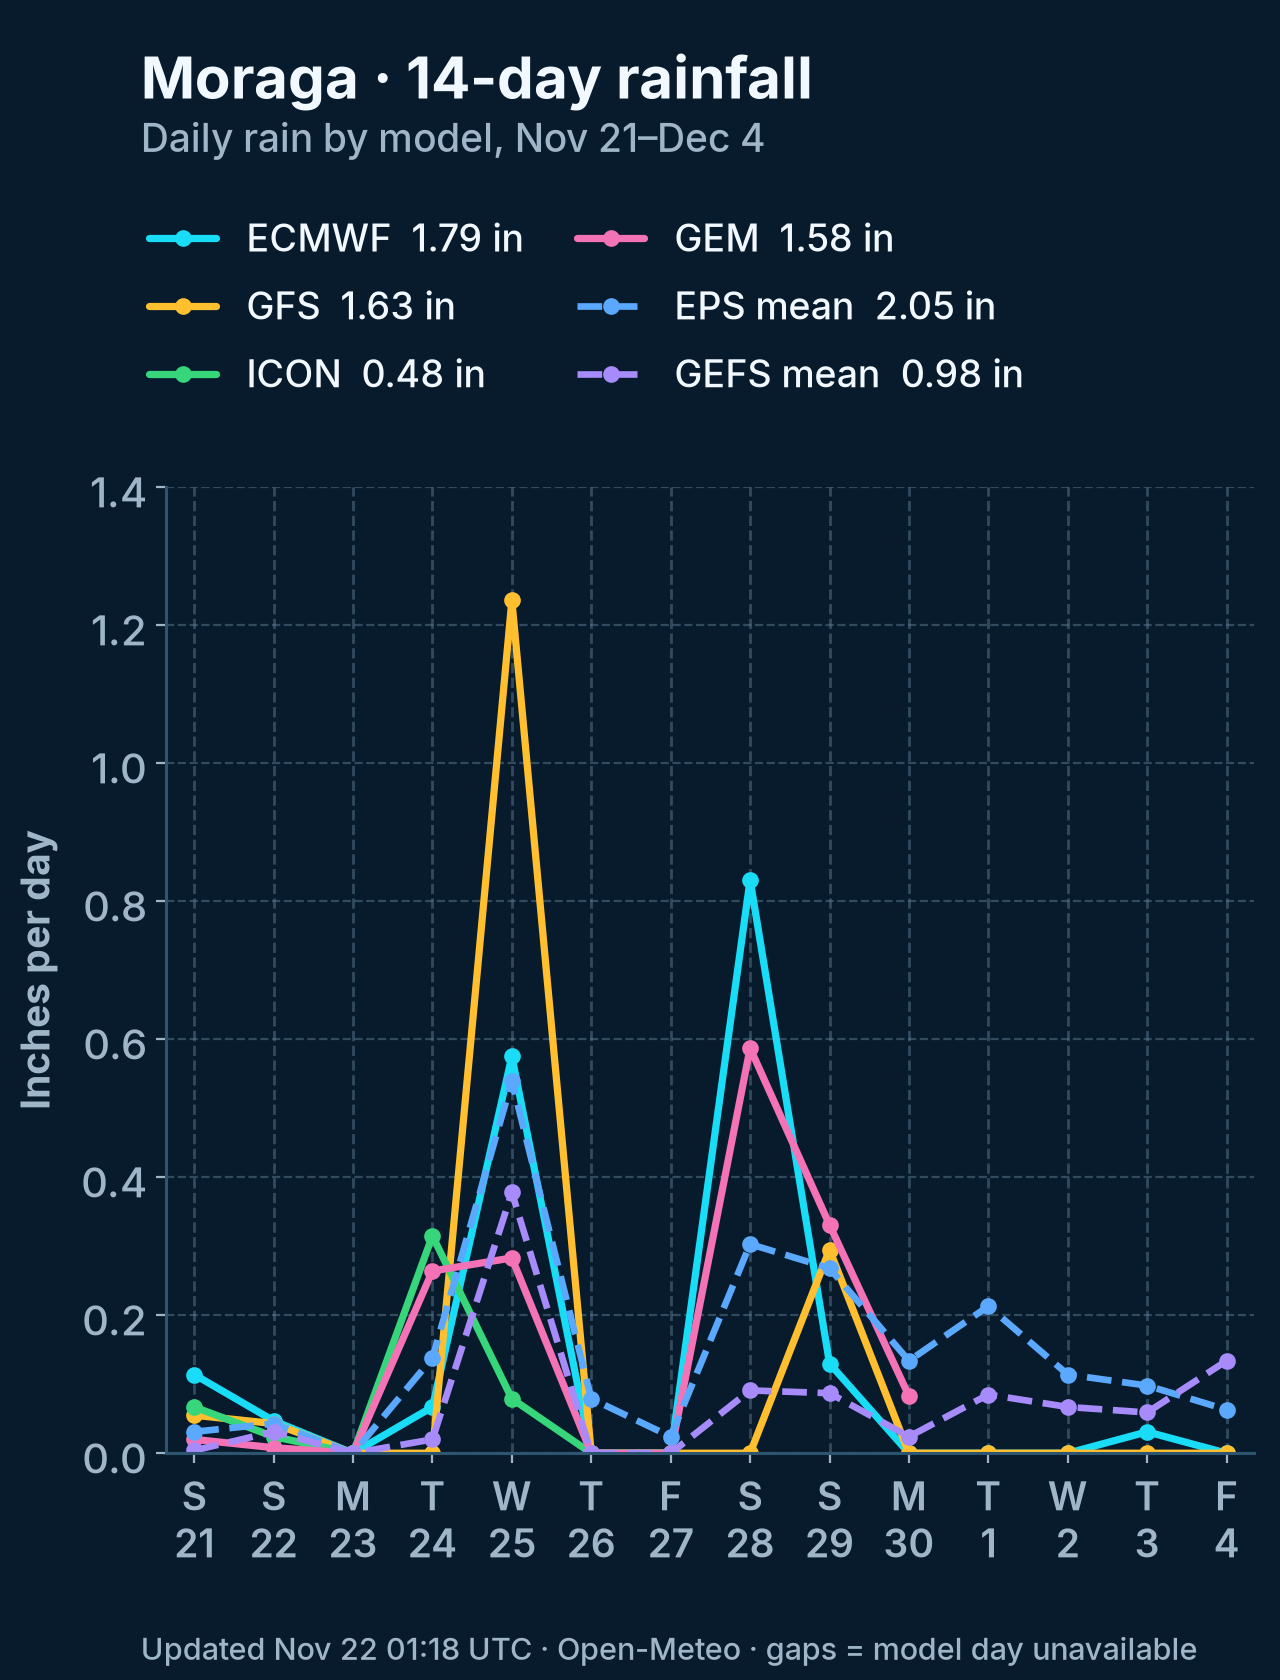 Moraga · 14-day rainfall
Daily rain by model, Nov 21–Dec 4
ECMWF 1.79 in
GEM 1.58 in
GFS 1.63 in
EPS mean 2.05 in
ICON 0.48 in
GEFS mean 0.98 in
Inches per day
1.4
1.2
1.0
0.8
0.6
0.4
0.2
0.0
S S M T W T F S S M T W T F
21 22 23 24 25 26 27 28 29 30 1 2 3 4
Updated Nov 22 01:18 UTC · Open-Meteo · gaps = model day unavailable